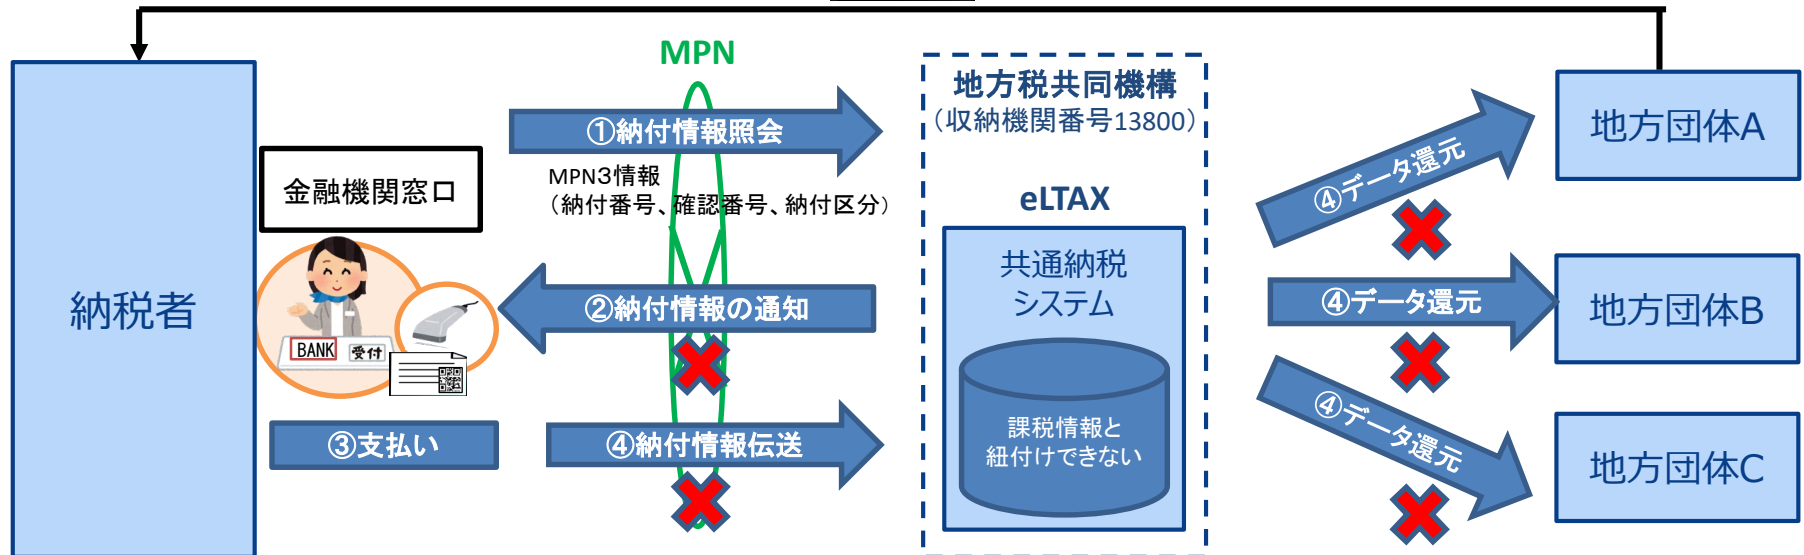 MPN
納税者
金融機関窓口
BANK
受付
③支払い
①納付情報照会
MPN3情報
（納付番号、確認番号、納付区分）
②納付情報の通知
④納付情報伝送
地方税共同機構
（収納機関番号13800）
eLTAX
共通納税
システム
課税情報と
紐付けできない
④データ還元
④データ還元
④データ還元
地方団体A
地方団体B
地方団体C